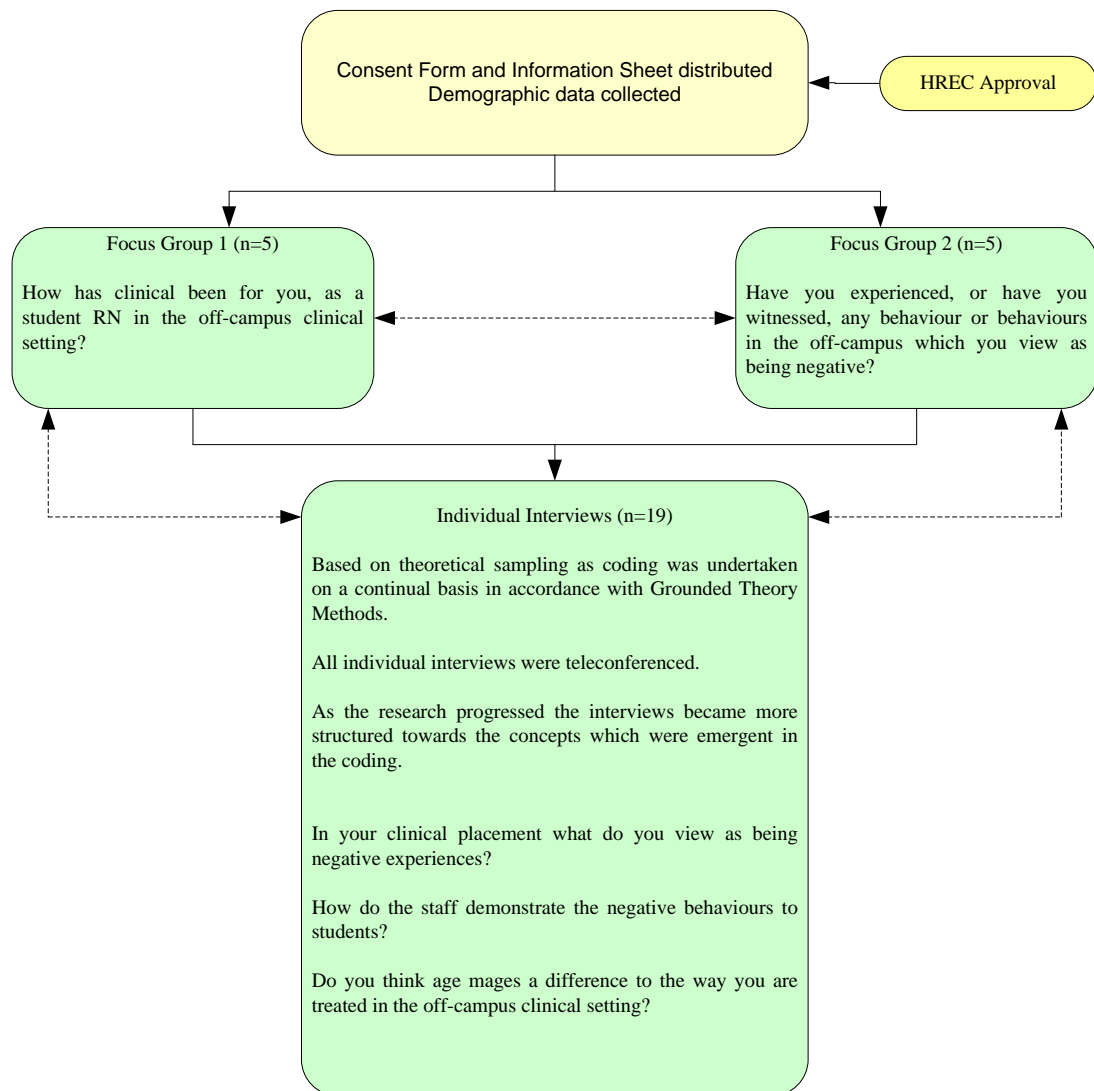 Consent Form and Information Sheet distributed
Demographic data collected
HREC Approval
Focus Group 1 (n=5)
How has clinical been for you, as a
student RN in the off-campus clinical
setting?
Focus Group 2 (n=5)
Have you experienced, or have you
witnessed, any behaviour or behaviours
in the off-campus which you view as
being negative?
Individual Interviews (n=19)
Based on theoretical sampling as coding was undertaken
on a continual basis in accordance with Grounded Theory
Methods.
All individual interviews were teleconferenced.
As the research progressed the interviews became more
structured towards the concepts which were emergent in
the coding.
In your clinical placement what do you view as being
negative experiences?
How do the staff demonstrate the negative behaviours to
students?
Do you think age mages a difference to the way you are
treated in the off-campus clinical setting?